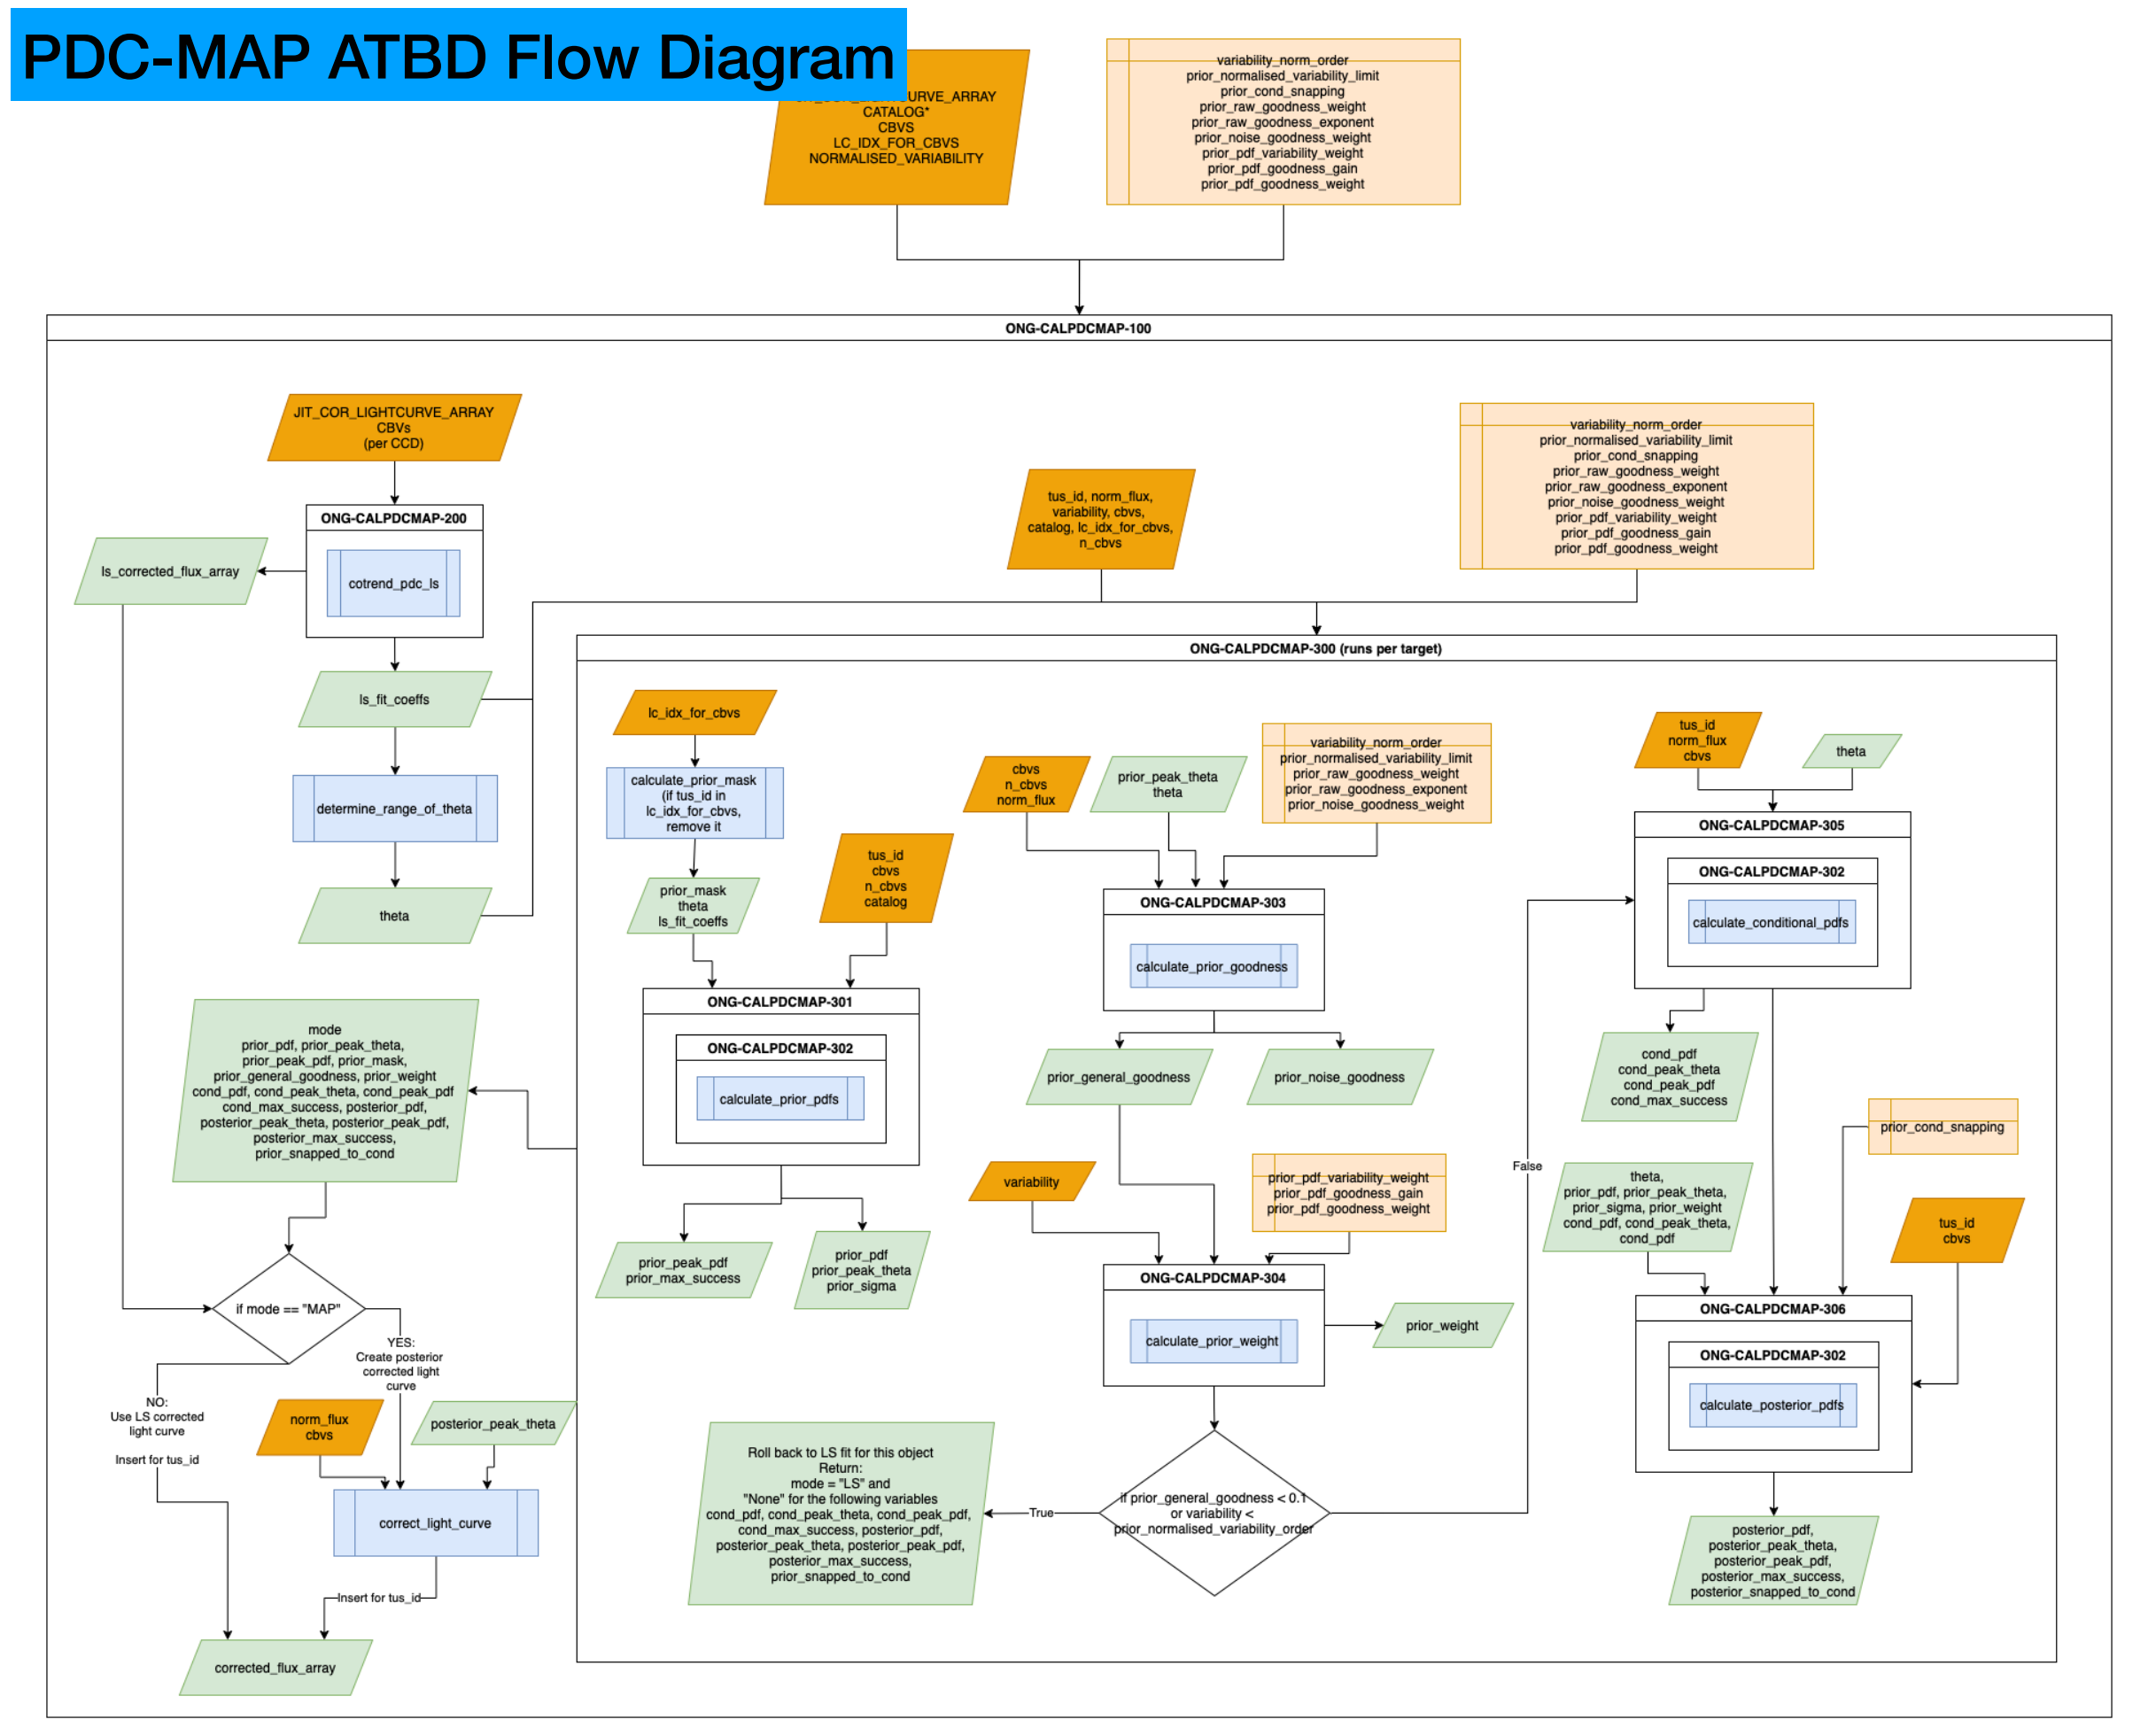 PDC-MAP ATBD Flow Diagram
CATALOG*
CBVS
LC_IDX_FOR_CBVS
NORMALISED_VARIABILITY
variability_norm_order
prior_normalised_variability_limit
prior_cond_snapping
prior_raw_goodness_weight
prior_raw_goodness_exponent
prior_noise_goodness_weight
prior_pdf_variability_weight
prior_pdf_goodness_gain
prior_pdf_goodness_weight
ONG-CALPDCMAP-100
JIT_COR_LIGHTCURVE_ARRAY
CBVs
(per CCD)
ONG-CALPDCMAP-200
cotrend_pdc_ls
ls_corrected_flux_array
ls_fit_coeffs
determine_range_of_theta
theta
tus_id, norm_flux,
variability, cbvs,
catalog, lc_idx_for_cbvs,
n_cbvs
variability_norm_order
prior_normalised_variability_limit
prior_cond_snapping
prior_raw_goodness_weight
prior_raw_goodness_exponent
prior_noise_goodness_weight
prior_pdf_variability_weight
prior_pdf_goodness_gain
prior_pdf_goodness_weight
ONG-CALPDCMAP-300 (runs per target)
lc_idx_for_cbvs
calculate_prior_mask
(if tus_id in
lc_idx_for_cbvs,
remove it
prior_mask
theta
ls_fit_coeffs
tus_id
cbvs
n_cbvs
catalog
ONG-CALPDCMAP-301
ONG-CALPDCMAP-302
calculate_prior_pdfs
prior_peak_pdf
prior_max_success
prior_pdf
prior_peak_theta
prior_sigma
cbvs
n_cbvs
norm_flux
prior_peak_theta
theta
variability_norm_order
prior_normalised_variability_limit
prior_raw_goodness_weight
prior_raw_goodness_exponent
prior_noise_goodness_weight
ONG-CALPDCMAP-303
calculate_prior_goodness
prior_general_goodness
prior_noise_goodness
variability
prior_pdf_variability_weight
prior_pdf_goodness_gain
prior_pdf_goodness_weight
ONG-CALPDCMAP-304
calculate_prior_weight
prior_weight
if prior_general_goodness < 0.1
or variability <
prior_normalised_variability_order
True
False
Roll back to LS fit for this object
Return:
mode = "LS" and
"None" for the following variables
cond_pdf, cond_peak_theta, cond_peak_pdf,
cond_max_success, posterior_pdf,
posterior_peak_theta, posterior_peak_pdf,
posterior_max_success,
prior_snapped_to_cond
tus_id
norm_flux
cbvs
theta
ONG-CALPDCMAP-305
ONG-CALPDCMAP-302
calculate_conditional_pdfs
cond_pdf
cond_peak_theta
cond_peak_pdf
cond_max_success
prior_cond_snapping
theta,
prior_pdf, prior_peak_theta,
prior_sigma, prior_weight
cond_pdf, cond_peak_theta,
cond_pdf
tus_id
cbvs
ONG-CALPDCMAP-306
ONG-CALPDCMAP-302
calculate_posterior_pdfs
posterior_pdf,
posterior_peak_theta,
posterior_peak_pdf,
posterior_max_success,
posterior_snapped_to_cond
mode
prior_pdf, prior_peak_theta,
prior_peak_pdf, prior_mask,
prior_general_goodness, prior_weight
cond_pdf, cond_peak_theta, cond_peak_pdf
cond_max_success, posterior_pdf,
posterior_peak_theta, posterior_peak_pdf,
posterior_max_success,
prior_snapped_to_cond
if mode == "MAP"
YES:
Create posterior
corrected light
curve
NO:
Use LS corrected
light curve
Insert for tus_id
norm_flux
cbvs
posterior_peak_theta
correct_light_curve
Insert for tus_id
corrected_flux_array